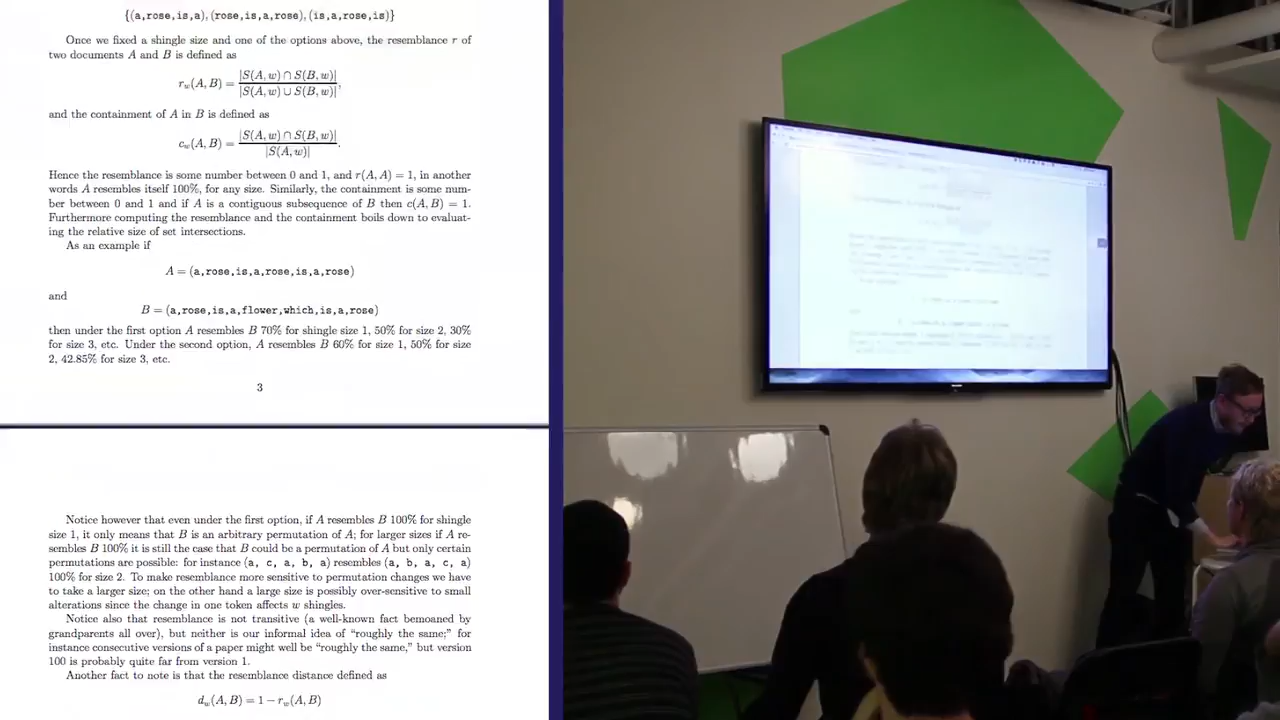 {(a,rose,is,a),(rose,is,a,rose),(is,a,rose,is)}
Once we fixed a shingle size and one of the options above, the resemblance r of
two documents A and B is defined as
r_w(A, B) = |S(A, w) ∩ S(B, w)| / |S(A, w) ∪ S(B, w)|,
and the containment of A in B is defined as
c_w(A, B) = |S(A, w) ∩ S(B, w)| / |S(A, w)|.
Hence the resemblance is some number between 0 and 1, and r(A, A) = 1, in another
words A resembles itself 100%, for any size. Similarly, the containment is some num-
ber between 0 and 1 and if A is a contiguous subsequence of B then c(A, B) = 1.
Furthermore computing the resemblance and the containment boils down to evaluat-
ing the relative size of set intersections.
As an example if
A = (a,rose,is,a,rose,is,a,rose)
and
B = (a,rose,is,a,flower,which,is,a,rose)
then under the first option A resembles B 70% for shingle size 1, 50% for size 2, 30%
for size 3, etc. Under the second option, A resembles B 60% for size 1, 50% for size
2, 42.85% for size 3, etc.
3
Notice however that even under the first option, if A resembles B 100% for shingle
size 1, it only means that B is an arbitrary permutation of A; for larger sizes if A re-
sembles B 100% it is still the case that B could be a permutation of A but only certain
permutations are possible: for instance (a, c, a, b, a) resembles (a, b, a, c, a)
100% for size 2. To make resemblance more sensitive to permutation changes we have
to take a larger size; on the other hand a large size is possibly over-sensitive to small
alterations since the change in one token affects w shingles.
Notice also that resemblance is not transitive (a well-known fact bemoaned by
grandparents all over), but neither is our informal idea of "roughly the same;" for
instance consecutive versions of a paper might well be "roughly the same," but version
100 is probably quite far from version 1.
Another fact to note is that the resemblance distance defined as
d_w(A, B) = 1 − r_w(A, B)